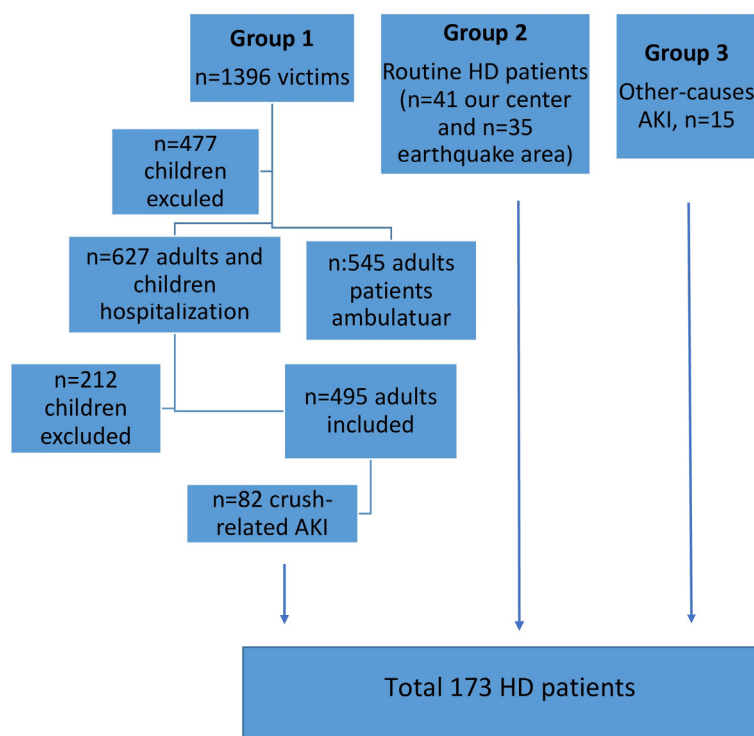 Group 1
n=1396 victims
Group 2
Routine HD patients
(n=41 our center
and n=35
earthquake area)
Group 3
Other-causes
AKI, n=15
n=477
children
exculed
n=627 adults and
children
hospitalization
n:545 adults
patients
ambulatuar
n=212
children
excluded
n=495 adults
included
n=82 crush-
related AKI
Total 173 HD patients